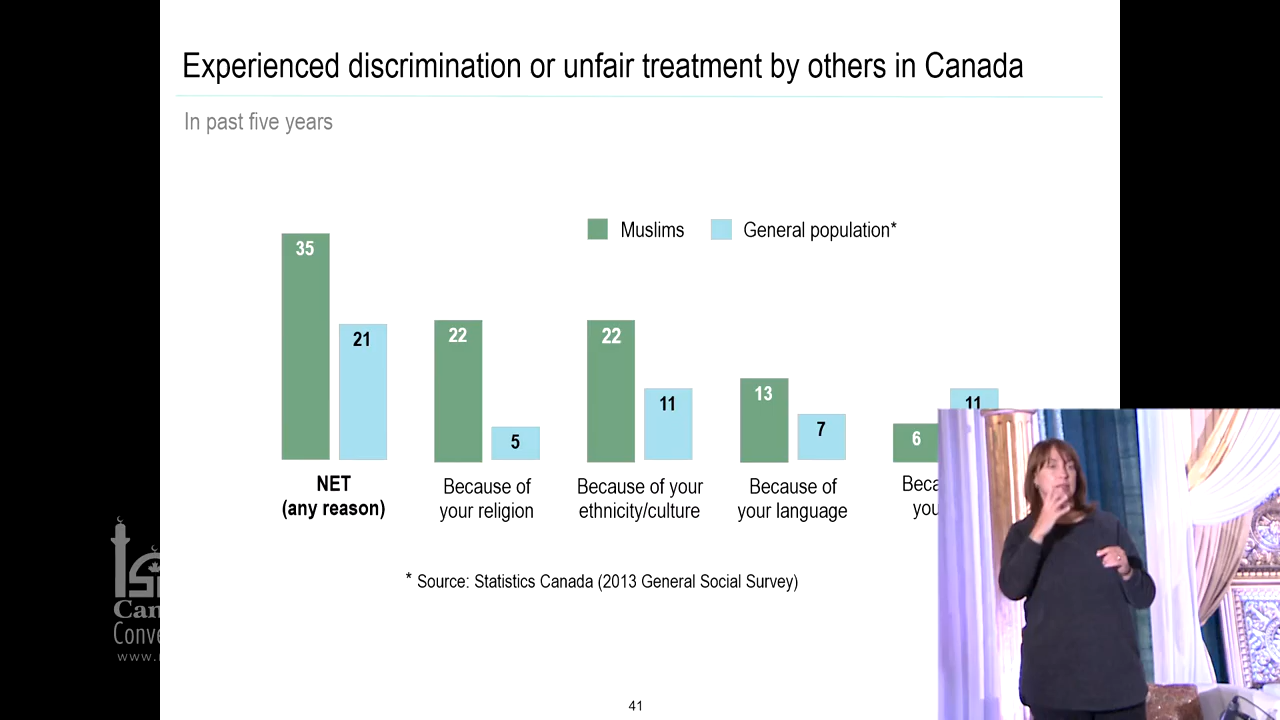 Experienced discrimination or unfair treatment by others in Canada
In past five years
Muslims
General population*
35
21
22
5
22
11
13
7
6
11
NET
(any reason)
Because of
your religion
Because of your
ethnicity/culture
Because of
your language
* Source: Statistics Canada (2013 General Social Survey)
41